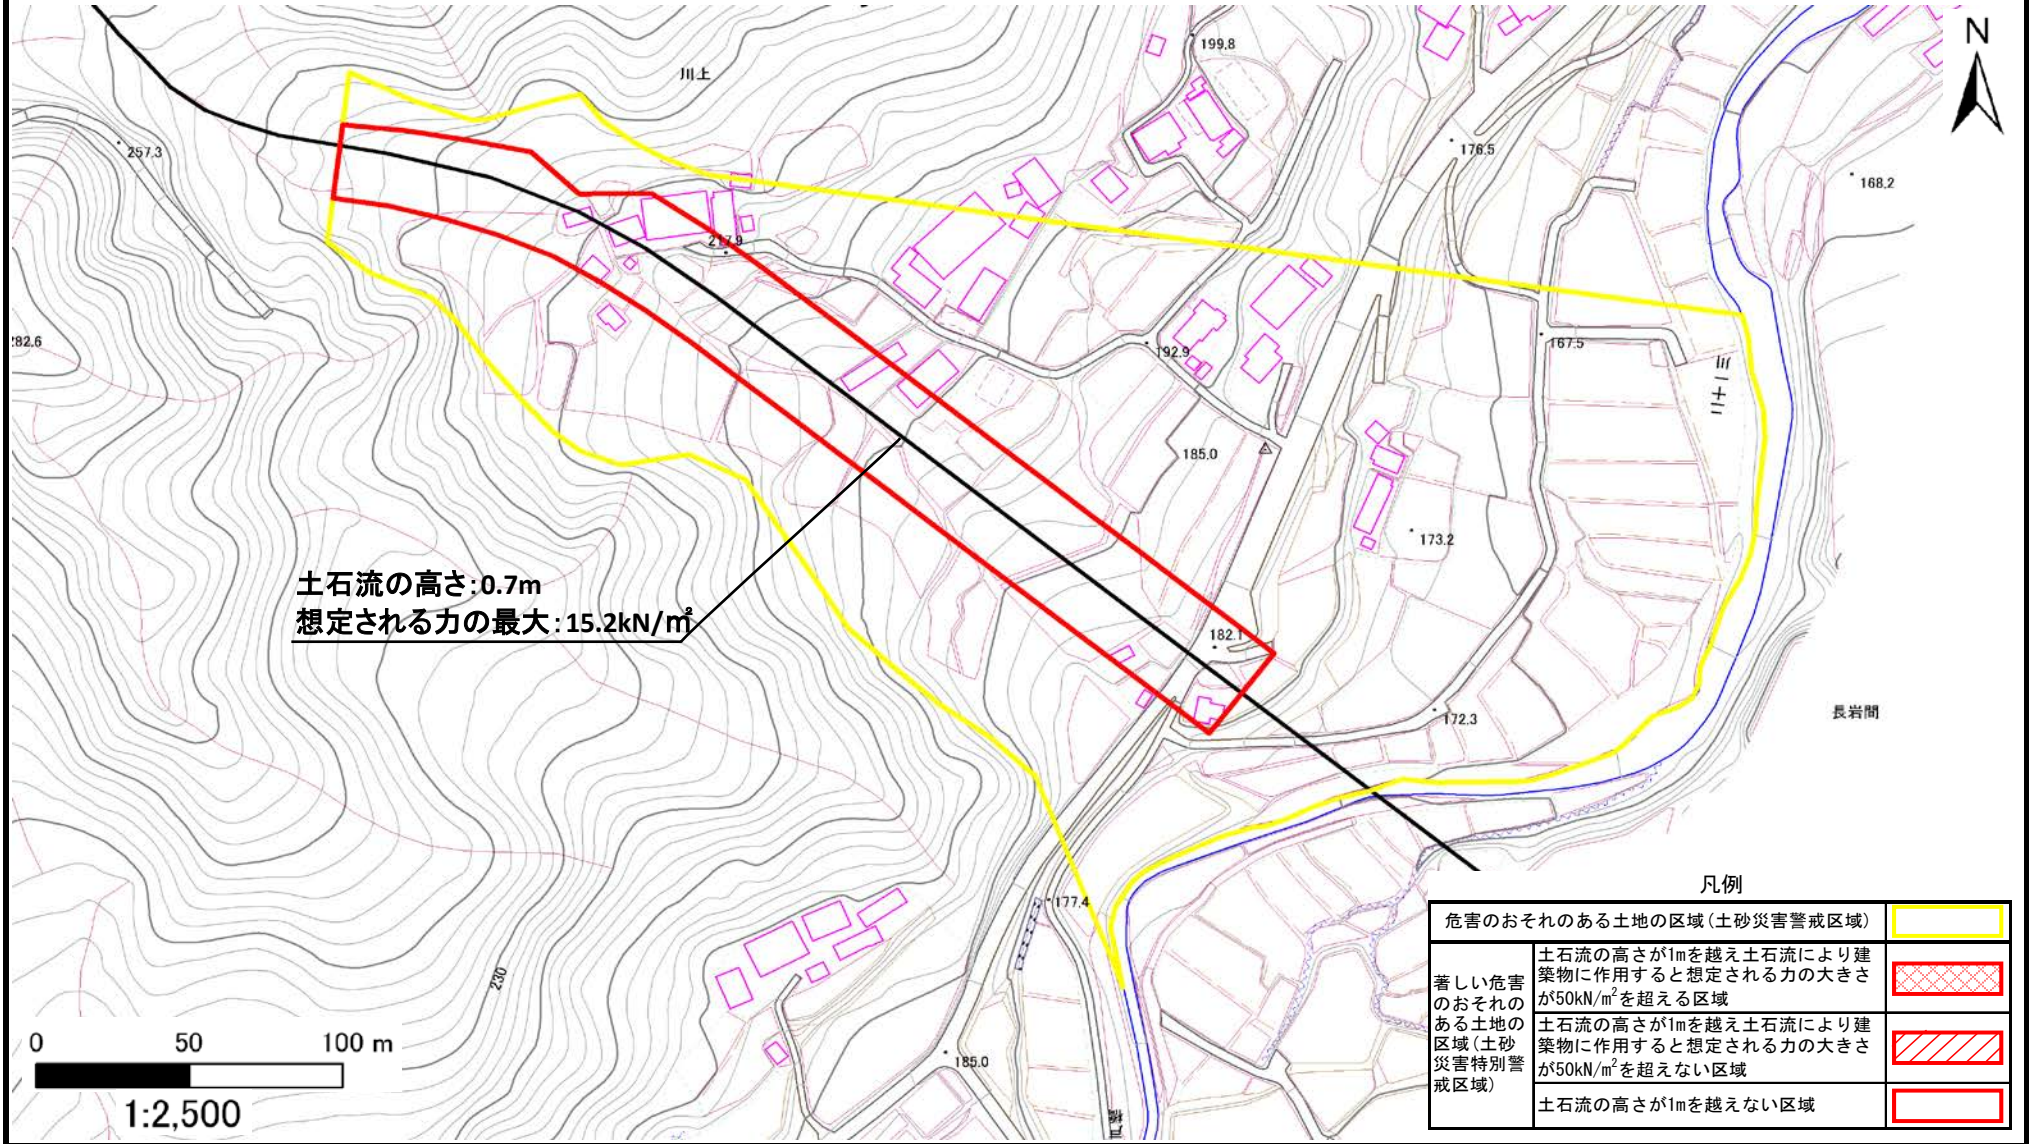 N
川上
199.8
257.3
176.5
168.2
217.9
282.6
192.9
167.5
川一十二
185.0
173.2
土石流の高さ:0.7m
想定される力の最大:15.2kN/㎡
182.1
172.3
長岩間
177.4
230
185.0
0 50 100 m
1:2,500
凡例
危害のおそれのある土地の区域(土砂災害警戒区域)
著しい危害
のおそれの
ある土地の
区域(土砂
災害特別警
戒区域)
土石流の高さが1mを越え土石流により建
築物に作用すると想定される力の大きさ
が50kN/m²を超える区域
土石流の高さが1mを越え土石流により建
築物に作用すると想定される力の大きさ
が50kN/m²を超えない区域
土石流の高さが1mを越えない区域